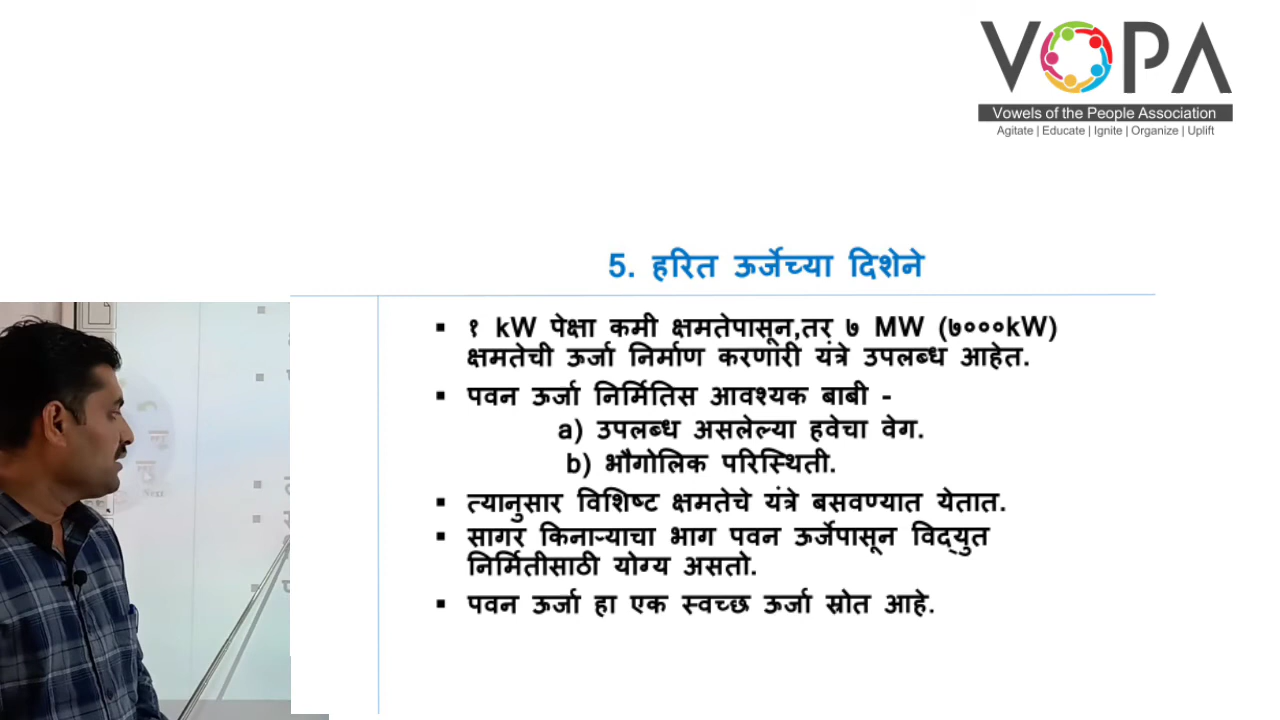 VOPA
Vowels of the People Association
Agitate | Educate | Ignite | Organize | Uplift
5. हरित ऊर्जेच्या दिशेने
▪ १ kW पेक्षा कमी क्षमतेपासून,तर ७ MW (७०००kW)
क्षमतेची ऊर्जा निर्माण करणारी यंत्रे उपलब्ध आहेत.
▪ पवन ऊर्जा निर्मितिस आवश्यक बाबी -
a) उपलब्ध असलेल्या हवेचा वेग.
b) भौगोलिक परिस्थिती.
▪ त्यानुसार विशिष्ट क्षमतेचे यंत्रे बसवण्यात येतात.
▪ सागर किनाऱ्याचा भाग पवन ऊर्जेपासून विद्युत
निर्मितीसाठी योग्य असतो.
▪ पवन ऊर्जा हा एक स्वच्छ ऊर्जा स्रोत आहे.
Next